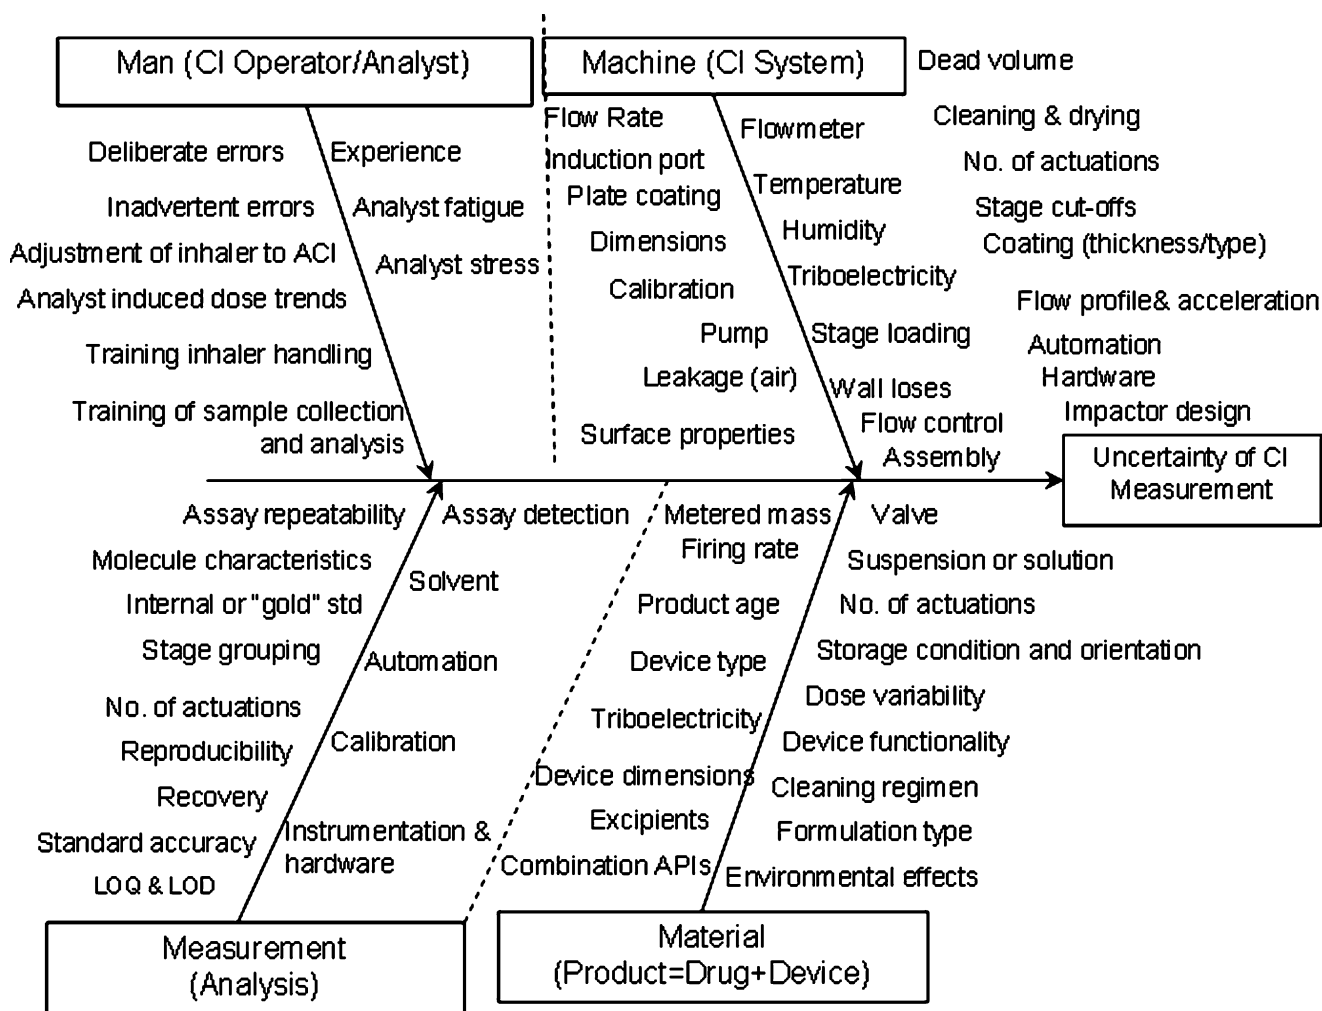 Man (CI Operator/Analyst)
Deliberate errors
Experience
Inadvertent errors
Analyst fatigue
Adjustment of inhaler to ACI
Analyst stress
Analyst induced dose trends
Training inhaler handling
Training of sample collection
and analysis
Machine (CI System)
Flow Rate
Induction port
Plate coating
Dimensions
Calibration
Pump
Leakage (air)
Surface properties
Flowmeter
Temperature
Humidity
Triboelectricity
Stage loading
Wall loses
Flow control
Assembly
Dead volume
Cleaning & drying
No. of actuations
Stage cut-offs
Coating (thickness/type)
Flow profile& acceleration
Automation
Hardware
Impactor design
Uncertainty of CI
Measurement
Assay repeatability
Molecule characteristics
Internal or "gold" std
Stage grouping
No. of actuations
Reproducibility
Recovery
Standard accuracy
LOQ & LOD
Assay detection
Solvent
Automation
Calibration
Instrumentation &
hardware
Measurement
(Analysis)
Metered mass
Firing rate
Product age
Device type
Triboelectricity
Device dimensions
Excipients
Combination APIs
Valve
Suspension or solution
No. of actuations
Storage condition and orientation
Dose variability
Device functionality
Cleaning regimen
Formulation type
Environmental effects
Material
(Product=Drug+Device)